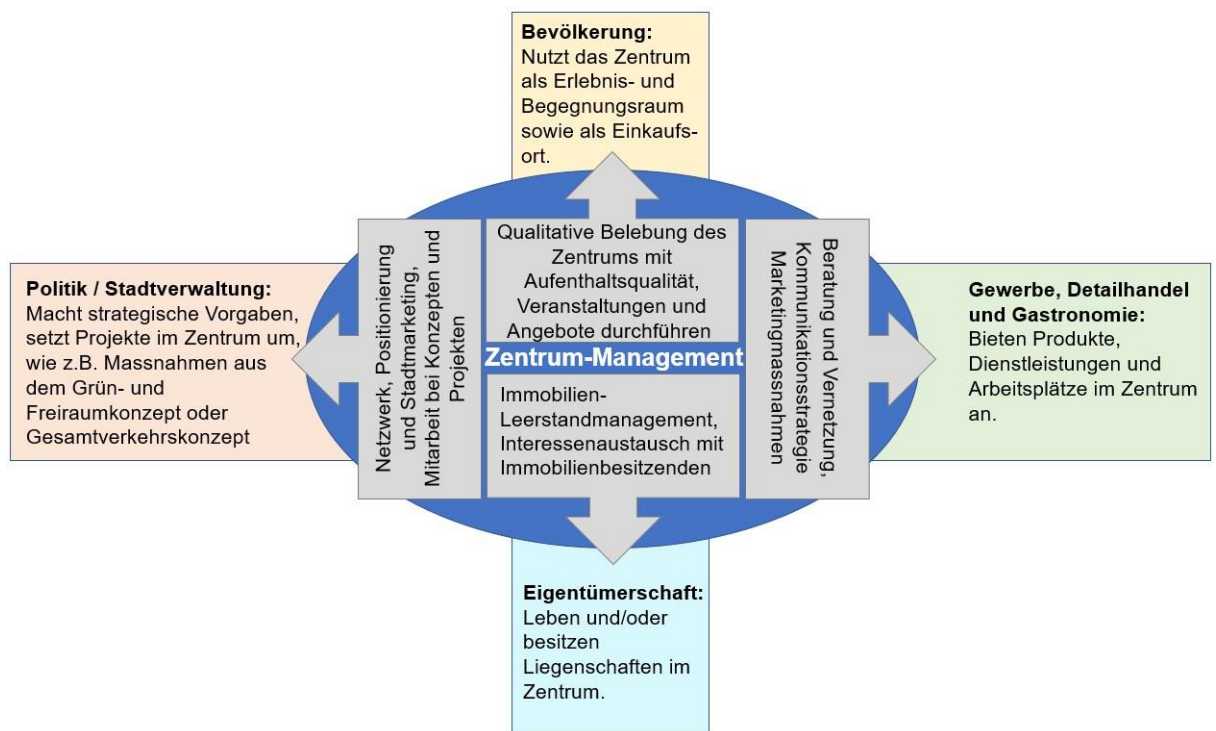 Bevölkerung:
Nutzt das Zentrum
als Erlebnis- und
Begegnungsraum
sowie als Einkaufs-
ort.
Politik / Stadtverwaltung:
Macht strategische Vorgaben,
setzt Projekte im Zentrum um,
wie z.B. Massnahmen aus
dem Grün- und
Freiraumkonzept oder
Gesamtverkehrskonzept
Netzwerk, Positionierung
und Stadtmarketing,
Mitarbeit bei Konzepten und
Projekten
Qualitative Belebung des
Zentrums mit
Aufenthaltsqualität,
Veranstaltungen und
Angebote durchführen
Zentrum-Management
Immobilien-
Leerstandmanagement,
Interessenaustausch mit
Immobilienbesitzenden
Beratung und Vernetzung,
Kommunikationsstrategie
Marketingmassnahmen
Gewerbe, Detailhandel
und Gastronomie:
Bieten Produkte,
Dienstleistungen und
Arbeitsplätze im Zentrum
an.
Eigentümerschaft:
Leben und/oder
besitzen
Liegenschaften im
Zentrum.